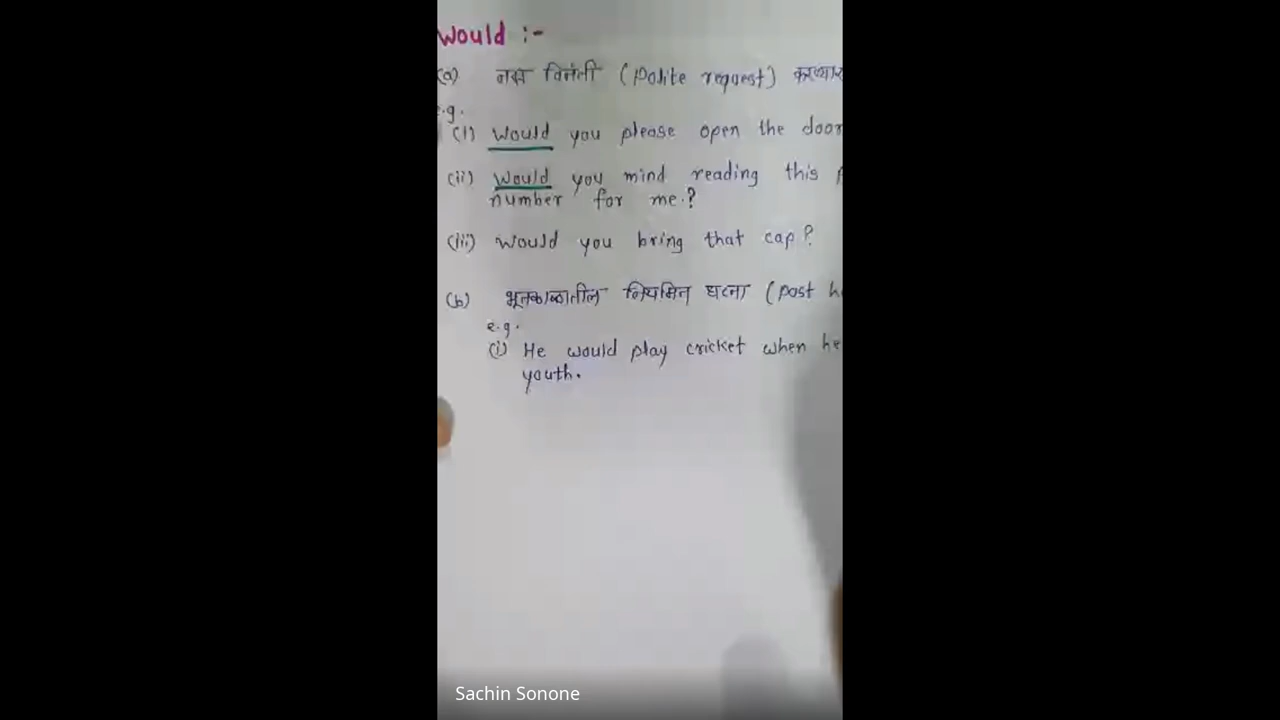 Would :-
(a) नम्र विनंती (Polite request)
e.g.
(i) Would you please open the door
(ii) Would you mind reading this
number for me.?
(iii) Would you bring that cap?
(b) भूतकाळातील नियमित घटना (past
e.g.
(i) He would play cricket when he
youth.
Sachin Sonone